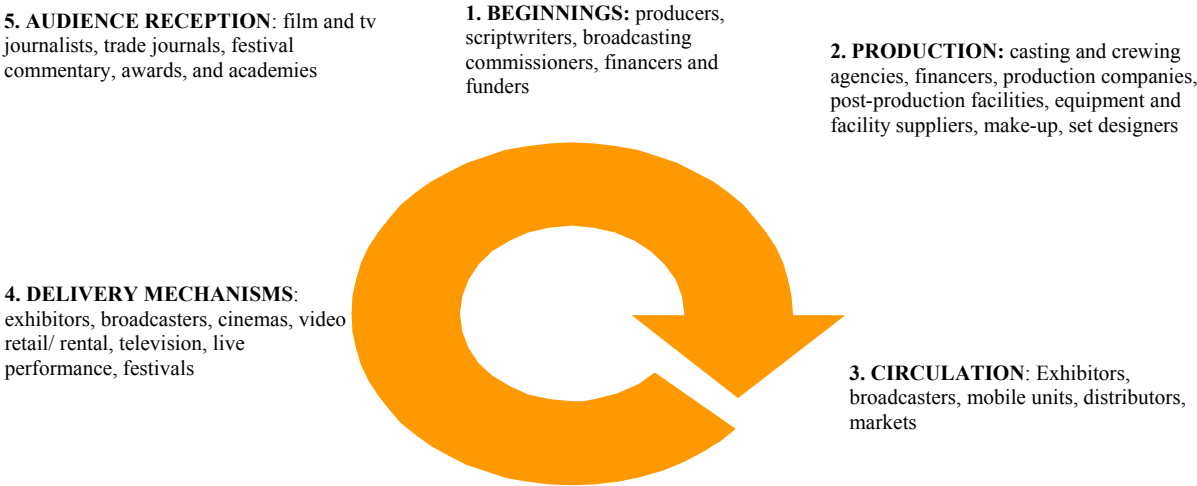 1. BEGINNINGS: producers,
scriptwriters, broadcasting
commissioners, financers and
funders
2. PRODUCTION: casting and crewing
agencies, financers, production companies,
post-production facilities, equipment and
facility suppliers, make-up, set designers
3. CIRCULATION: Exhibitors,
broadcasters, mobile units, distributors,
markets
4. DELIVERY MECHANISMS:
exhibitors, broadcasters, cinemas, video
retail/ rental, television, live
performance, festivals
5. AUDIENCE RECEPTION: film and tv
journalists, trade journals, festival
commentary, awards, and academies